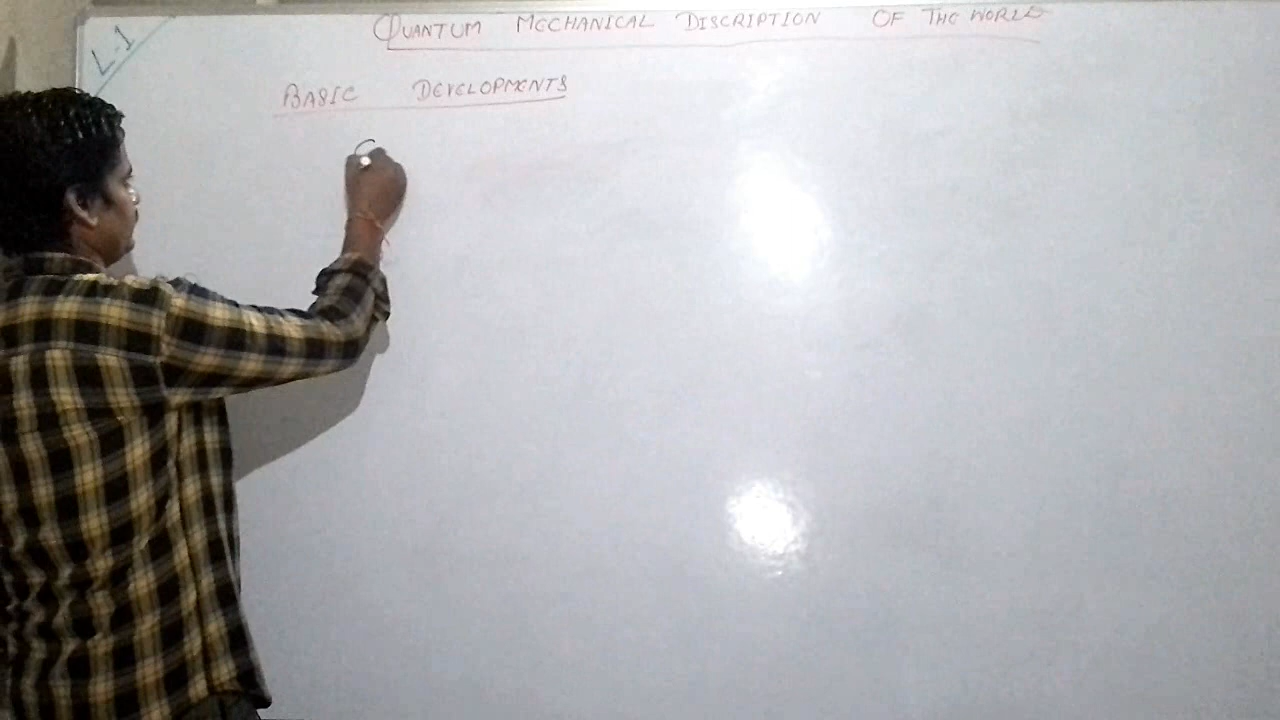 L-1
QUANTUM MECHANICAL DISCRIPTION OF THE WORLD
BASIC DEVELOPMENTS